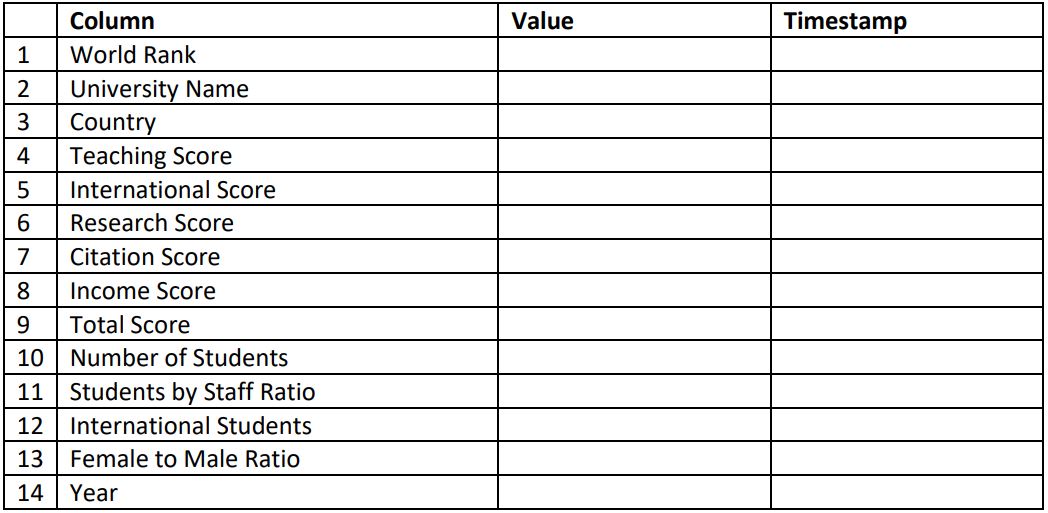 Column Value Timestamp
1 World Rank
2 University Name
3 Country
4 Teaching Score
5 International Score
6 Research Score
7 Citation Score
8 Income Score
9 Total Score
10 Number of Students
11 Students by Staff Ratio
12 International Students
13 Female to Male Ratio
14 Year